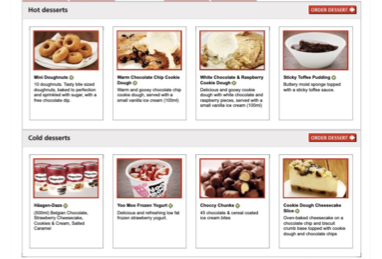 Hot desserts
ORDER DESSERT
Mini Doughnuts
10 doughnuts. Tasty bite sized
doughnuts, baked to perfection
and sprinkled with sugar, with a
free chocolate dip.
Warm Chocolate Chip Cookie
Dough
Warm and gooey chocolate chip
cookie dough, served with a
small vanilla ice cream (100ml)
White Chocolate & Raspberry
Cookie Dough
Delicious and gooey cookie
dough with white chocolate and
raspberry pieces, served with a
small vanilla ice cream (100ml)
Sticky Toffee Pudding
Buttery moist sponge topped
with a sticky toffee sauce.
Cold desserts
ORDER DESSERT
Häagen-Dazs
(500ml) Belgian Chocolate,
Strawberry Cheesecake,
Cookies & Cream, Salted
Caramel
Yoo Moo Frozen Yogurt
Delicious and refreshing low fat
frozen strawberry yogurt.
Choccy Chunks
45 chocolate & cereal coated
ice cream bites
Cookie Dough Cheesecake
Slice
Oven-baked cheesecake on a
chocolate chip and biscuit
crumb base topped with cookie
dough and chocolate chips